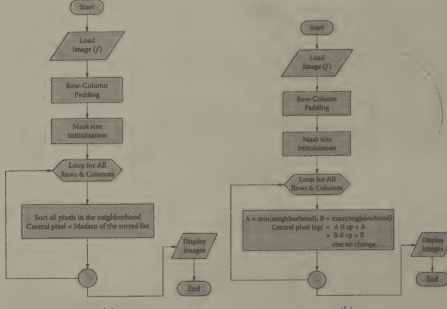 Start
Load
Image (f)
Row-Column
Padding
Mask size
Initialization
Loop for All
Rows & Columns
Sort all pixels in the neighborhood
Central pixel = Median of the sorted list
Display
Images
End
Start
Load
Image (f)
Row-Column
Padding
Mask size
Initialization
Loop for All
Rows & Columns
A = min(neighborhood), B = max(neighborhood)
Central pixel (cp) = A if cp < A
= B if cp > B
else no change.
Display
Images
End